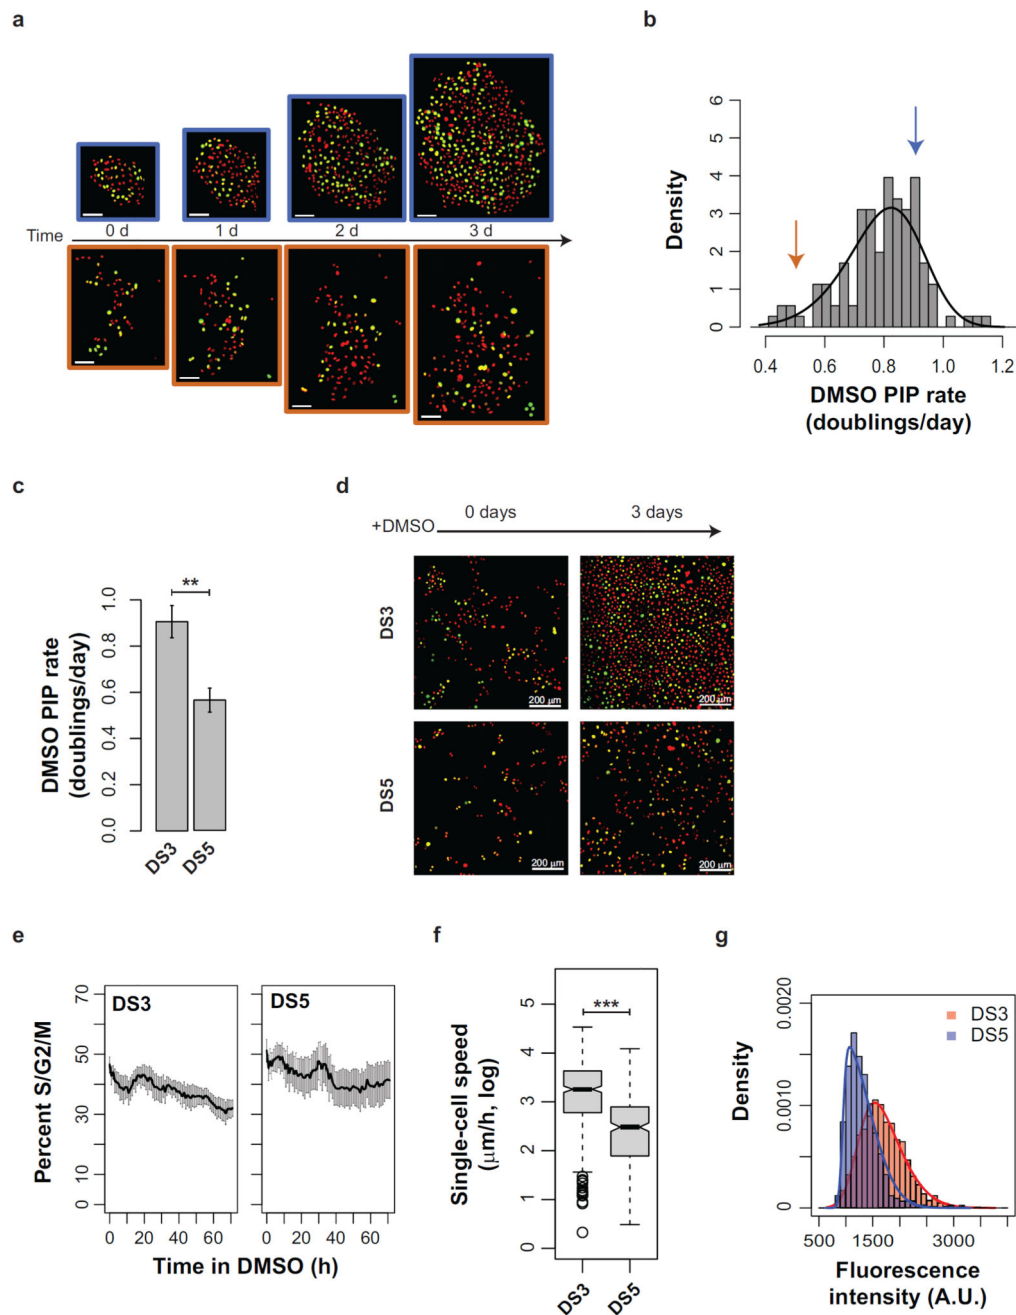 a
Time
0 d
1 d
2 d
3 d
b
6
5
4
3
2
1
0
Density
0.4
0.6
0.8
1.0
1.2
DMSO PIP rate
(doublings/day)
c
**
1.0
0.8
0.6
0.4
0.2
0.0
DMSO PIP rate
(doublings/day)
DS3
DS5
d
+DMSO
0 days
3 days
DS3
200 µm
DS5
200 µm
200 µm
e
70
50
30
10
0
Percent S/G2/M
DS3
DS5
0
20
40
60
0
20
40
60
Time in DMSO (h)
f
***
5
4
3
2
1
0
Single-cell speed
(µm/h, log)
DS3
DS5
g
0.0020
0.0010
0
Density
DS3
DS5
500
1500
3000
Fluorescence
intensity (A.U.)